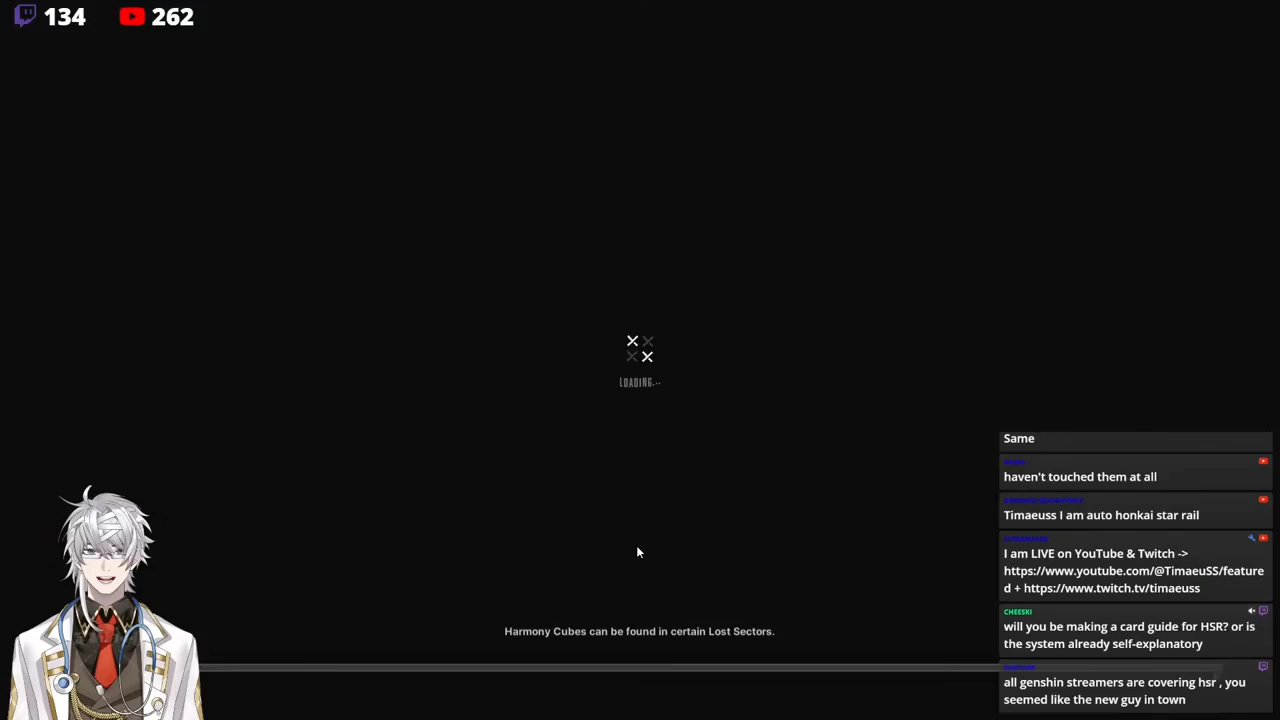 134 262
LOADING...
Harmony Cubes can be found in certain Lost Sectors.
Same
haven't touched them at all
Timaeuss I am auto honkai star rail
I am LIVE on YouTube & Twitch ->
https://www.youtube.com/@TimaeuSS/feature
d + https://www.twitch.tv/timaeuss
CHEESKI
will you be making a card guide for HSR? or is
the system already self-explanatory
all genshin streamers are covering hsr , you
seemed like the new guy in town